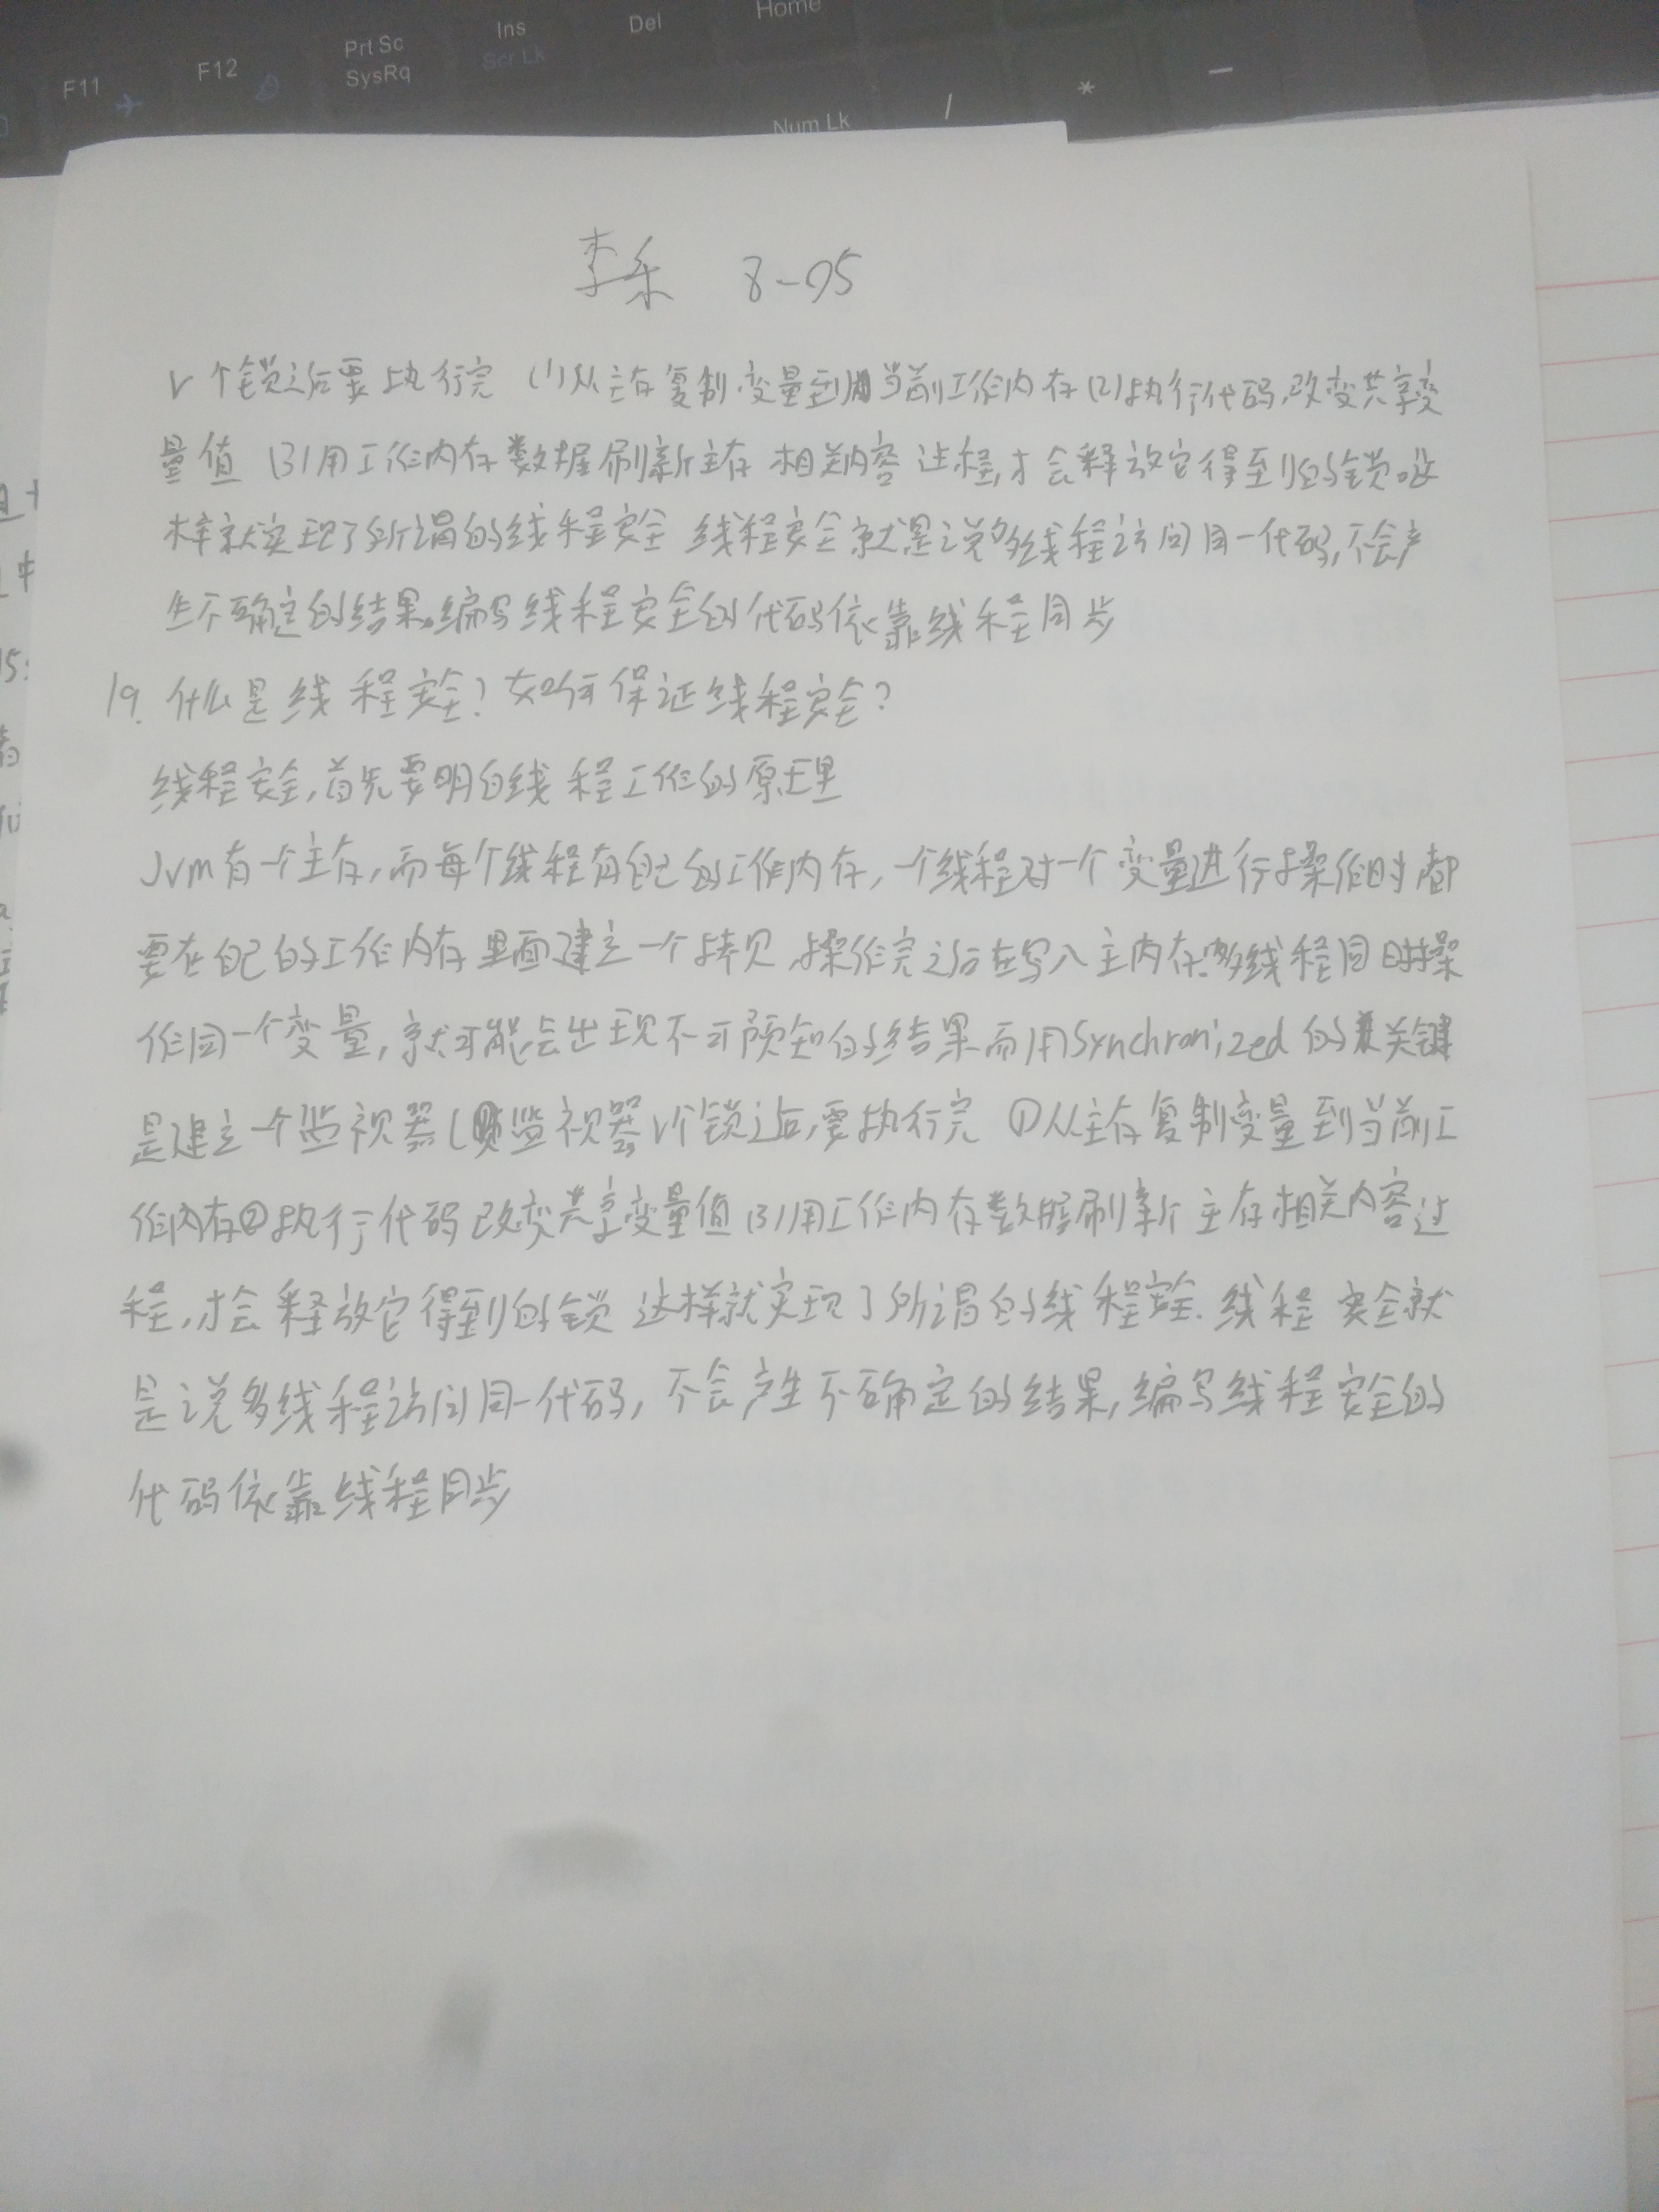 Home
Del
Ins
Scr Lk
Prt Sc
SysRq
F12
F11
Num Lk
/
*
-
李禾 8-05
V个锁之后要执行完 (1)从主存复制变量到当前工作内存(2)执行代码,改变共享变
量值 (3)用工作内存数据刷新主存相关内容 过程,才会释放它得到的锁 这
样就实现了所谓的线程安全 线程安全就是说多线程访问同一代码,不会产
生不确定的结果。编写线程安全的代码依靠线程同步
19. 什么是线程安全?如何保证线程安全?
线程安全,首先要明白线程工作的原理
Jvm有一个主存,而每个线程有自己的工作内存,一个线程对一个变量进行操作时都
要在自己的工作内存里面建立一个拷贝,操作完之后在写入主内存。多线程同时操
作同一个变量,就可能会出现不可预知的结果而用Synchronized的关键
是建立一个监视器(监视器V个锁之后,要执行完 ①从主存复制变量到当前工
作内存②执行代码改变共享变量值(3)用工作内存数据刷新主存相关内容过
程,才会释放它得到的锁 这样就实现了所谓的线程安全.线程安全就
是说多线程访问同一代码,不会产生不确定的结果,编写线程安全的
代码依靠线程同步